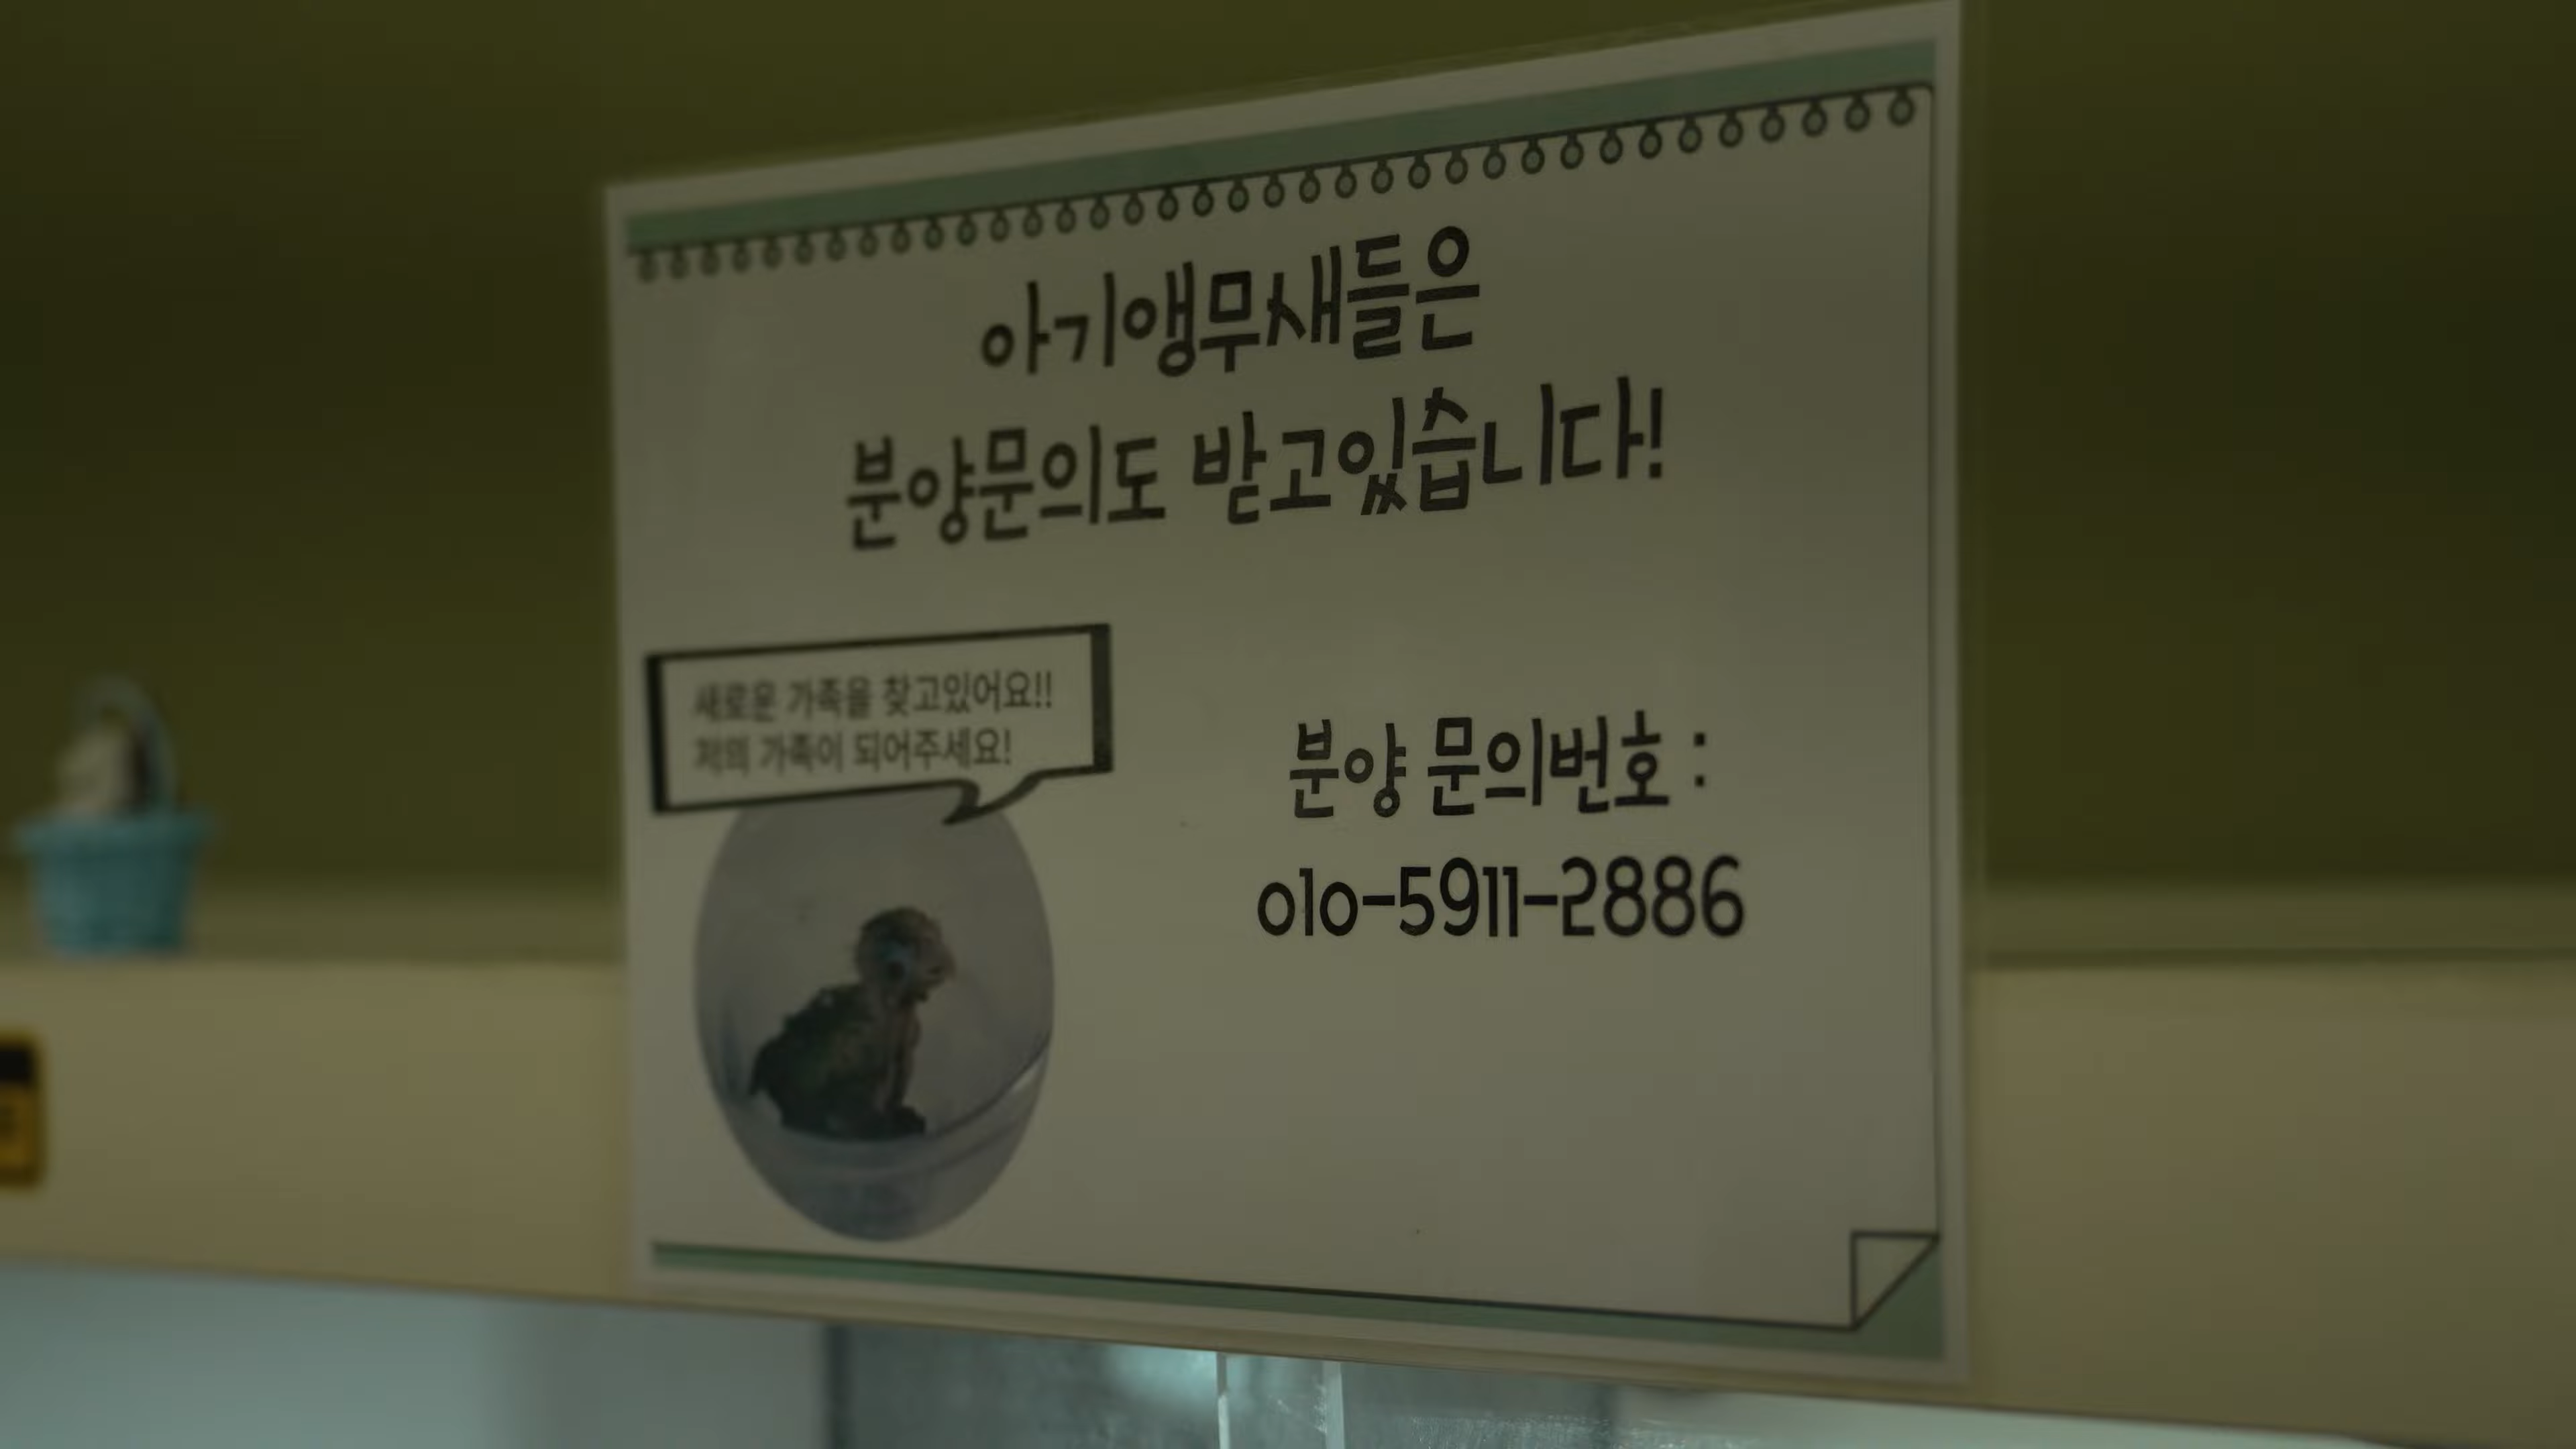 아기앵무새들은
분양문의도 받고있습니다!
새로운 가족을 찾고있어요!!
저의 가족이 되어주세요!
분양 문의번호 :
010-5911-2886